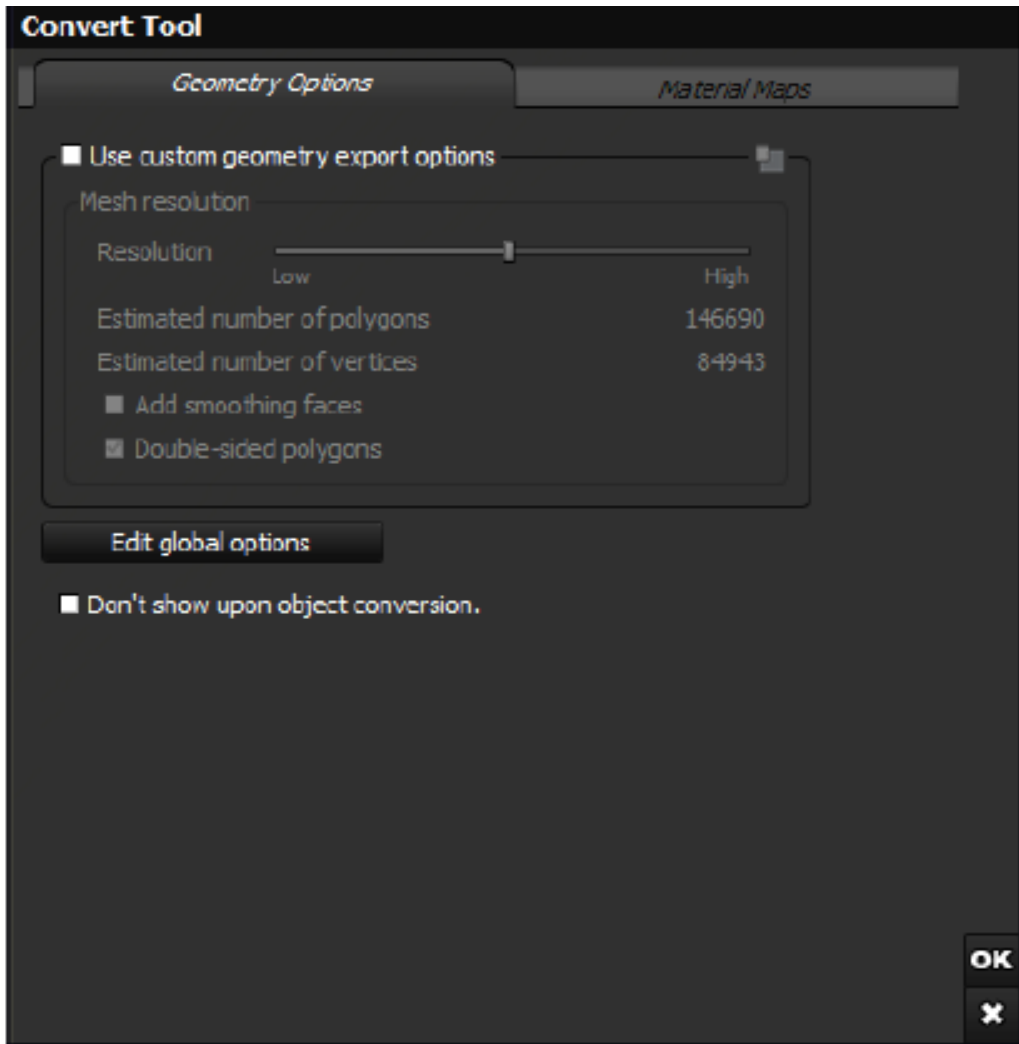 Convert Tool
Geometry Options
Material Maps
Use custom geometry export options
Mesh resolution
Resolution
Low High
Estimated number of polygons 146690
Estimated number of vertices 84943
Add smoothing faces
Double-sided polygons
Edit global options
Don't show upon object conversion.
OK